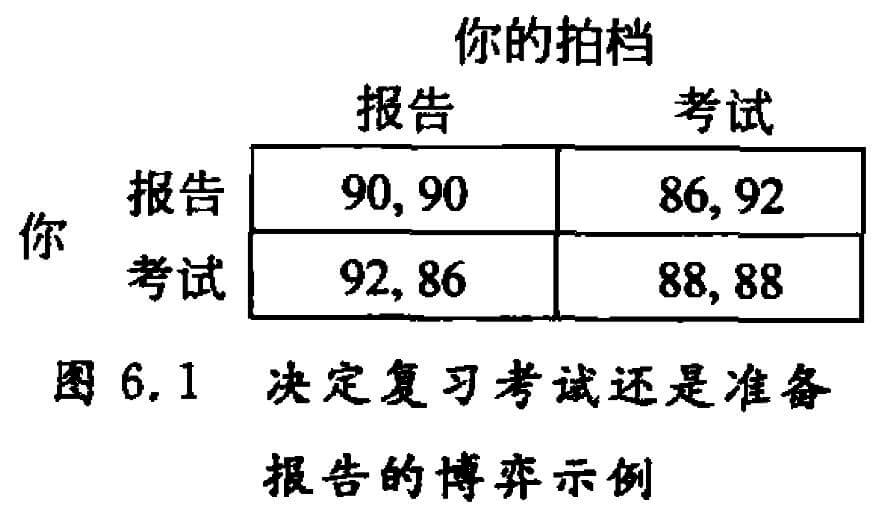 你的拍档
报告 考试
报告 90, 90 86, 92
你
考试 92, 86 88, 88
图 6.1 决定复习考试还是准备
报告的博弈示例